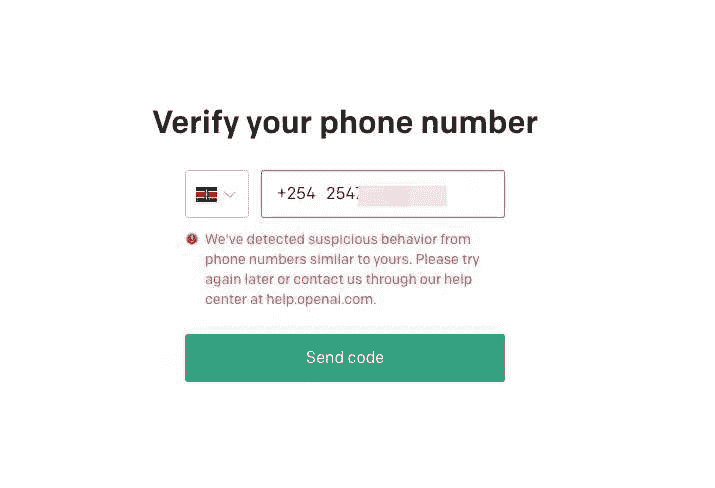 Verify your phone number
+254 2547
We've detected suspicious behavior from
phone numbers similar to yours. Please try
again later or contact us through our help
center at help.openai.com.
Send code